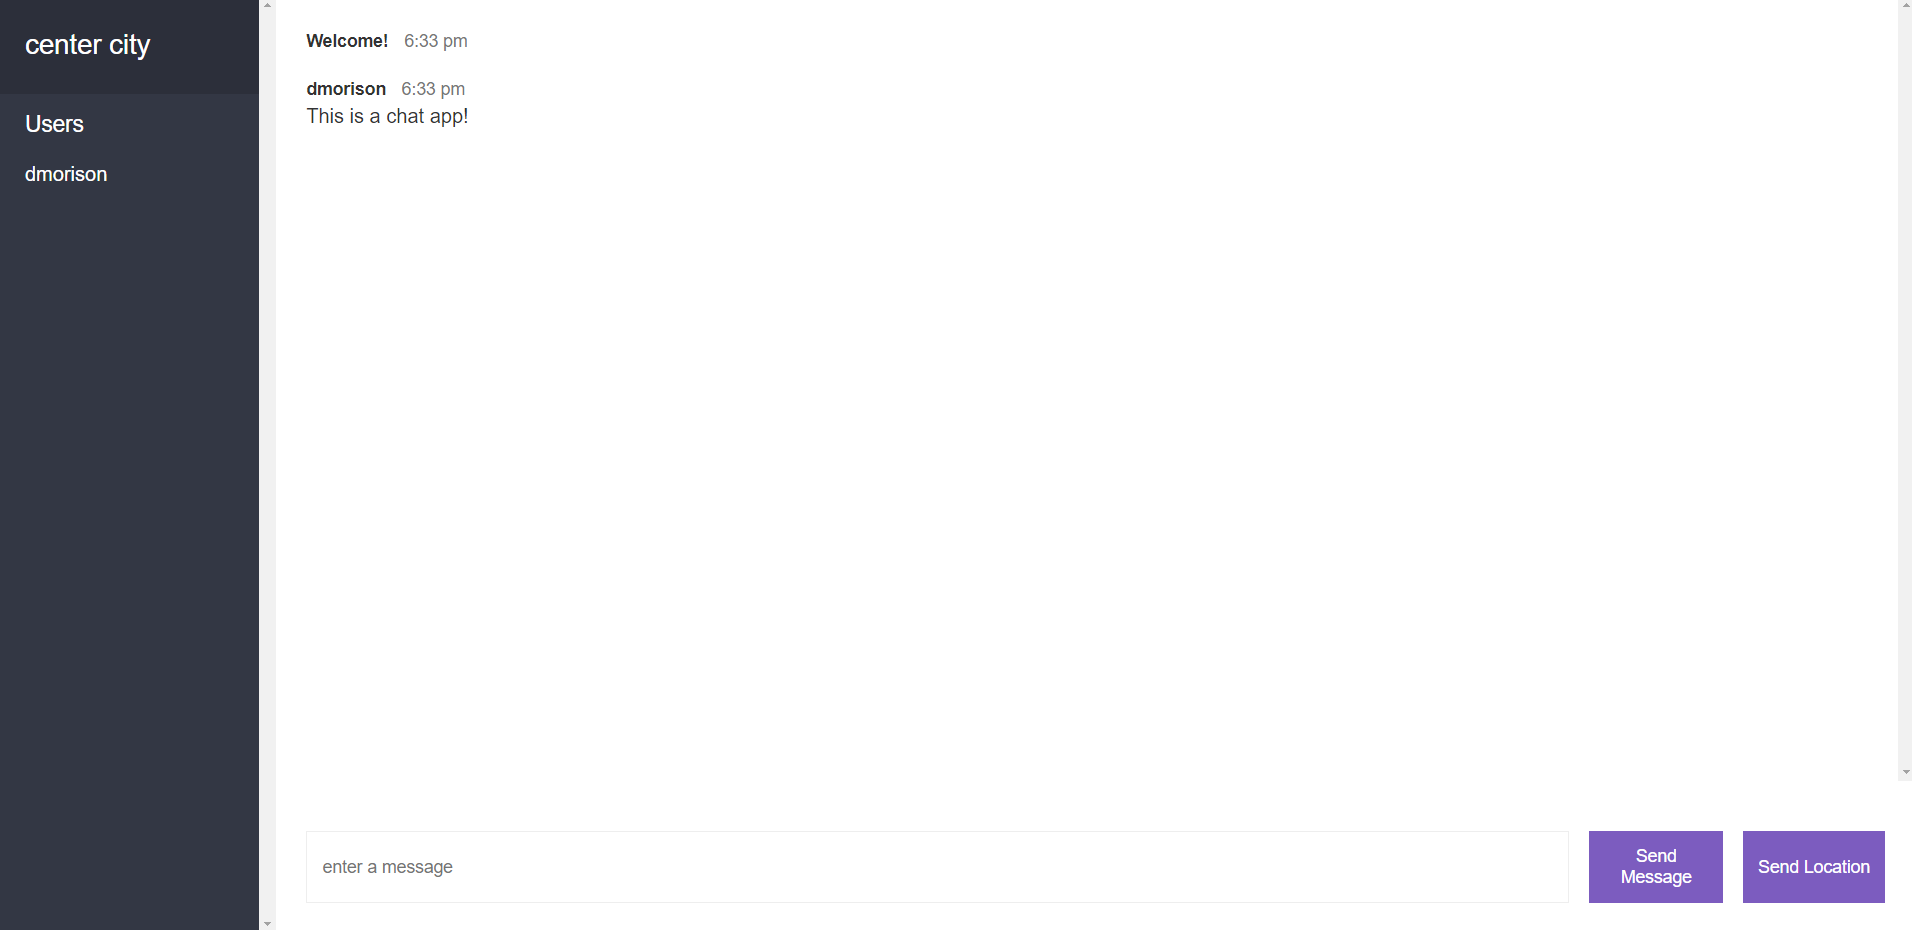 center city
Users
dmorison
Welcome! 6:33 pm
dmorison 6:33 pm
This is a chat app!
enter a message
Send
Message
Send Location